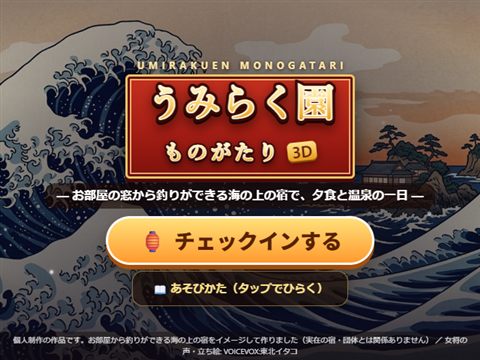 UMIRAKUEN MONOGATARI
うみらく園
ものがたり 3D
— お部屋の窓から釣りができる海の上の宿で、夕食と温泉の一日 —
🏮 チェックインする
📖 あそびかた（タップでひらく）
個人制作の作品です。お部屋から釣りができる海の上の宿をイメージして作りました（実在の宿・団体とは関係ありません） ／ 女将の
声・立ち絵: VOICEVOX:東北イタコ